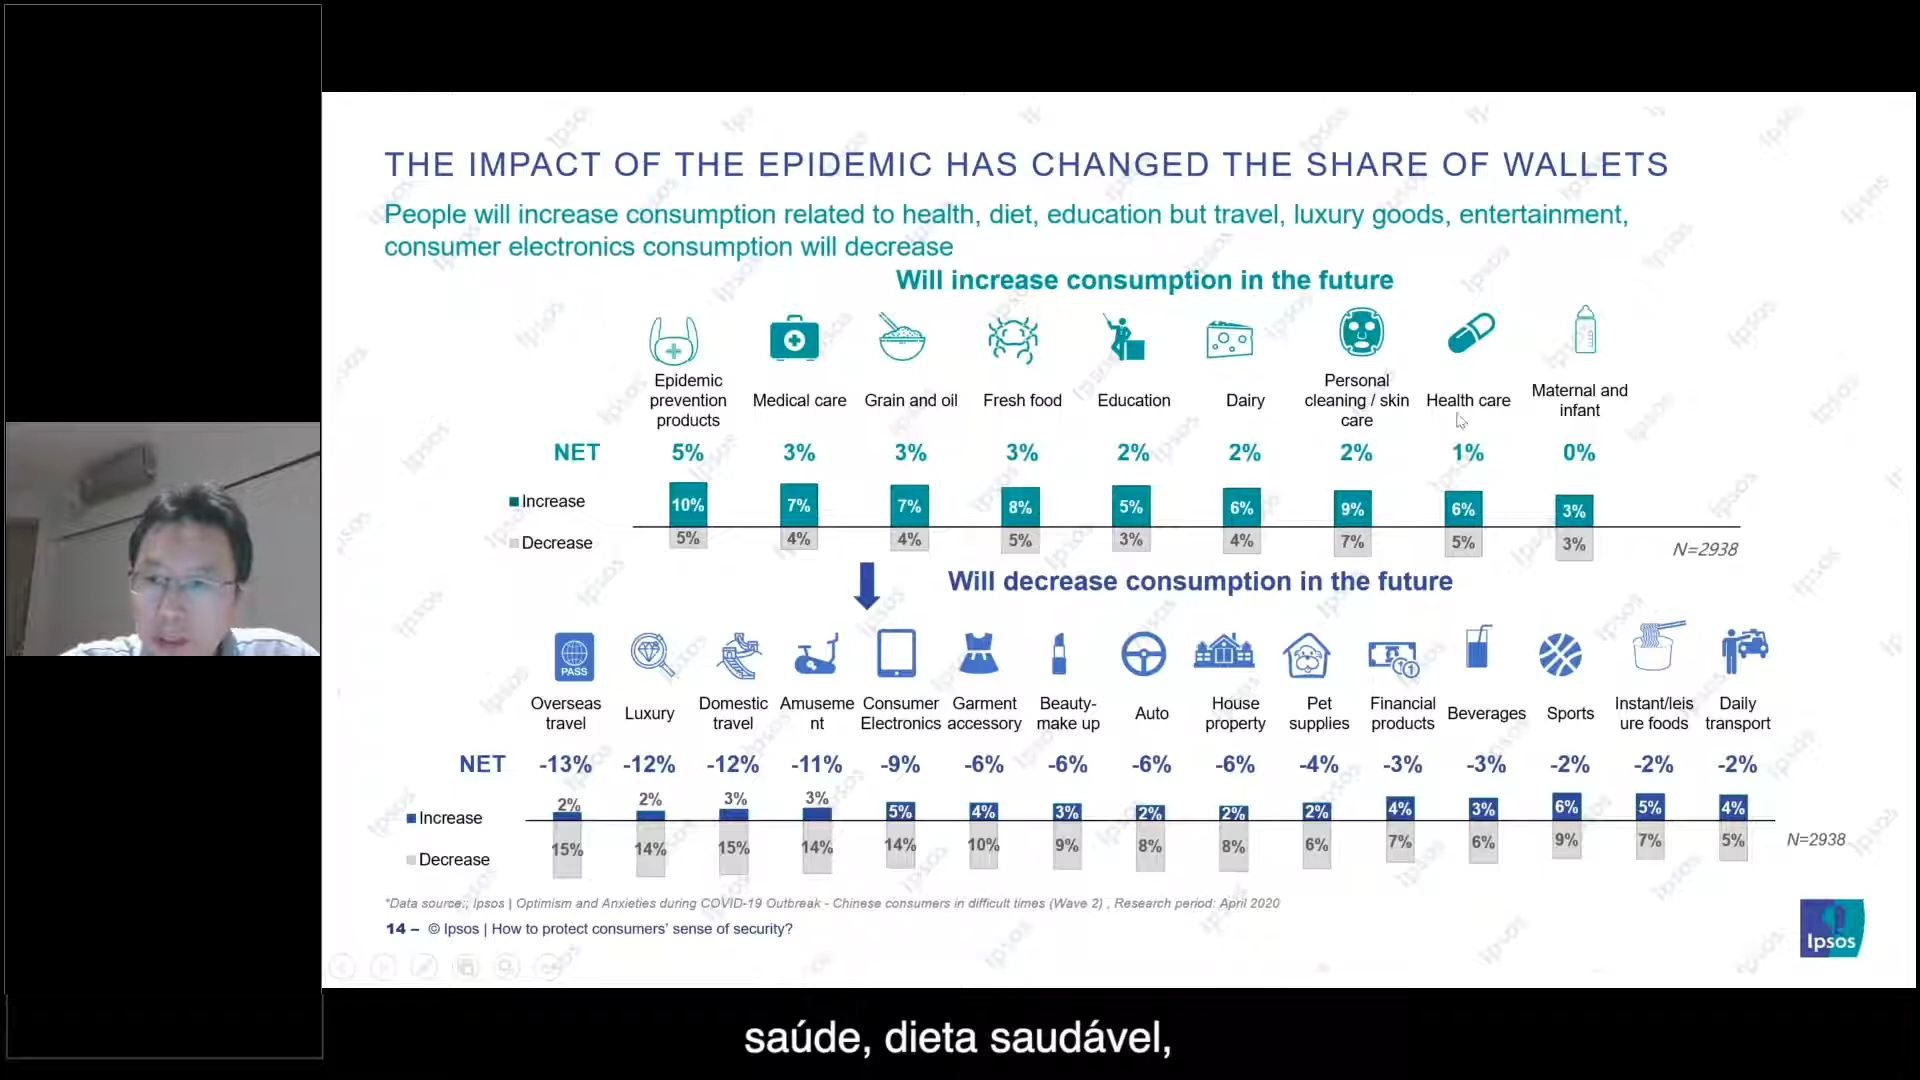 THE IMPACT OF THE EPIDEMIC HAS CHANGED THE SHARE OF WALLETS
People will increase consumption related to health, diet, education but travel, luxury goods, entertainment,
consumer electronics consumption will decrease
Will increase consumption in the future
Epidemic prevention products
Medical care
Grain and oil
Fresh food
Education
Dairy
Personal cleaning / skin care
Health care
Maternal and infant
NET 5% 3% 3% 3% 2% 2% 2% 1% 0%
Increase 10% 7% 7% 8% 5% 6% 9% 6% 3%
Decrease 5% 4% 4% 5% 3% 4% 7% 5% 3%
N=2938
Will decrease consumption in the future
PASS
Overseas travel
Luxury
Domestic travel
Amuseme
nt
Consumer Electronics
Garment accessory
Beauty-
make up
Auto
House property
Pet supplies
Financial products
Beverages
Sports
Instant/leis
ure foods
Daily transport
NET -13% -12% -12% -11% -9% -6% -6% -6% -6% -4% -3% -3% -2% -2% -2%
Increase 2% 2% 3% 3% 5% 4% 3% 2% 2% 2% 4% 3% 6% 5% 4%
Decrease 15% 14% 15% 14% 14% 10% 9% 8% 8% 6% 7% 6% 9% 7% 5%
N=2938
*Data source:; Ipsos | Optimism and Anxieties during COVID-19 Outbreak - Chinese consumers in difficult times (Wave 2) , Research period: April 2020
14 – © Ipsos | How to protect consumers' sense of security?
Ipsos
saúde, dieta saudável,